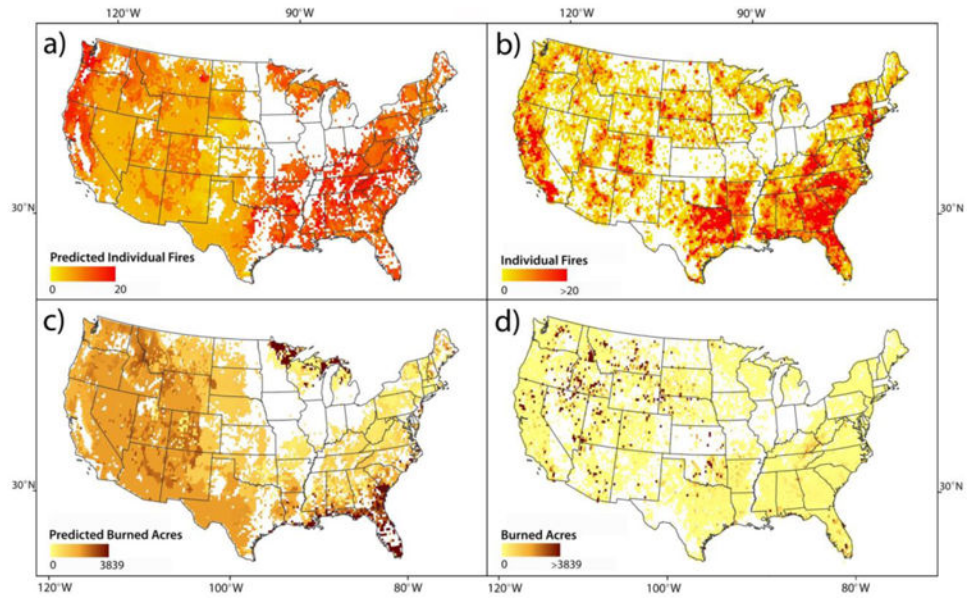 120°W 90°W 120°W 90°W
a) b)
30°N 30°N
Predicted Individual Fires
0 20
Individual Fires
0 >20
c) d)
30°N 30°N
Predicted Burned Acres
0 3839
Burned Acres
0 >3839
120°W 100°W 80°W 100°W 80°W